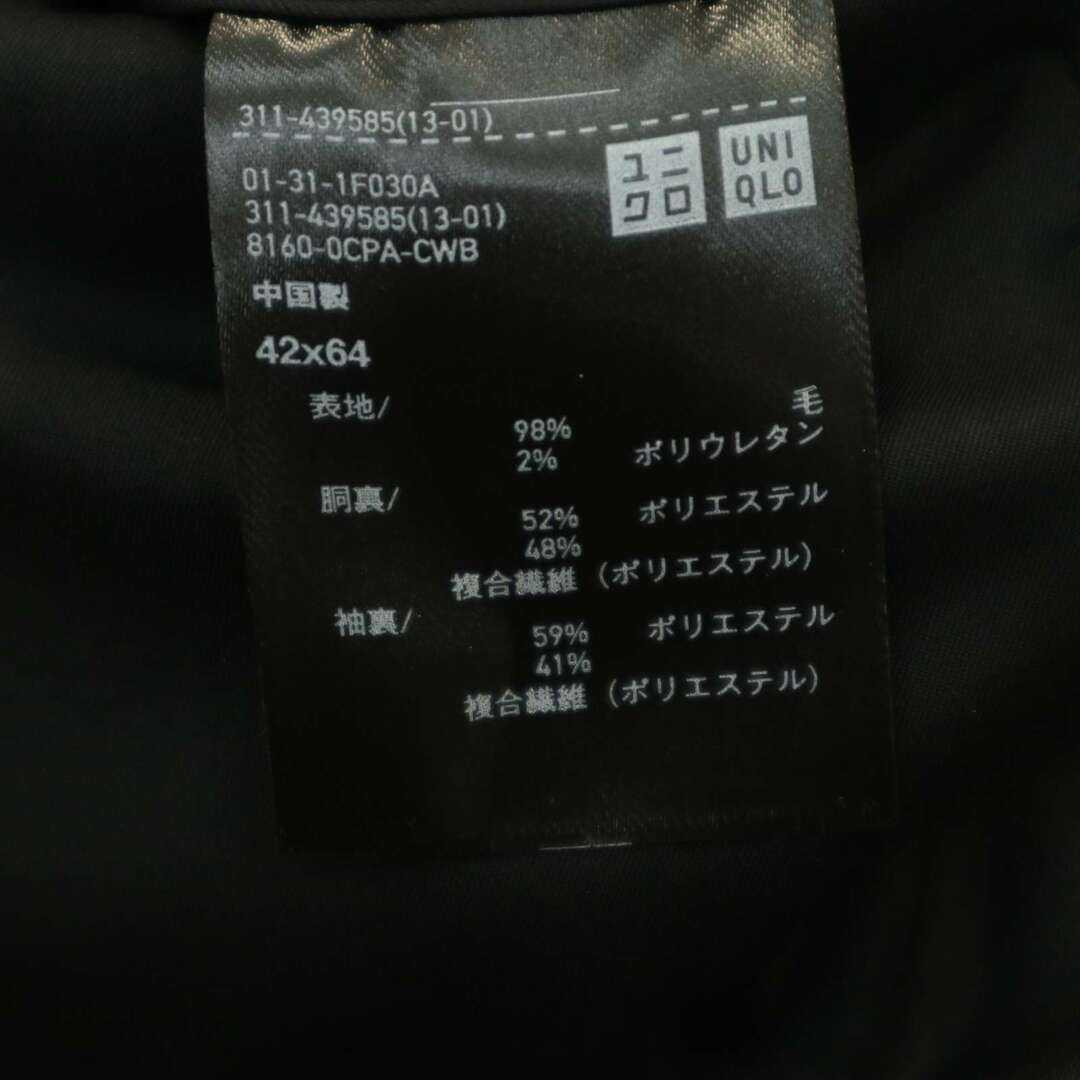 311-439585(13-01)
ユニ
クロ
UNI
QLO
01-31-1F030A
311-439585(13-01)
8160-0CPA-CWB
中国製
42x64
表地/
98% 毛
2% ポリウレタン
胴裏/
52% ポリエステル
48%
複合繊維 (ポリエステル)
袖裏/
59% ポリエステル
41%
複合繊維 (ポリエステル)